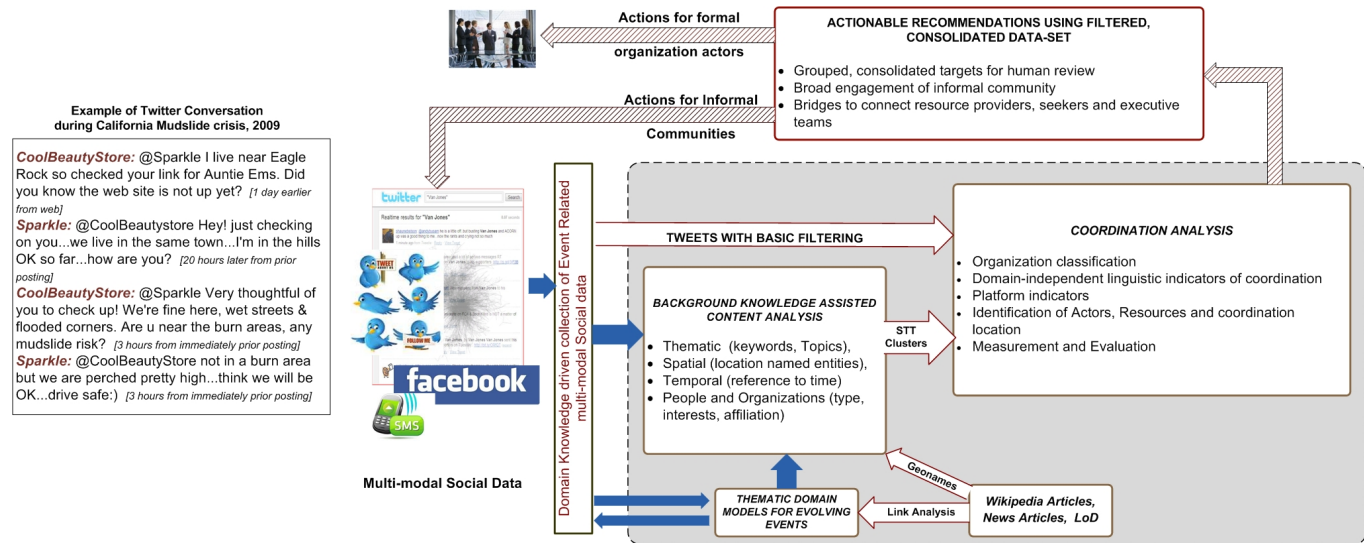 Example of Twitter Conversation
during California Mudslide crisis, 2009
CoolBeautyStore: @Sparkle I live near Eagle
Rock so checked your link for Auntie Ems. Did
you know the web site is not up yet? [1 day earlier
from web]
Sparkle: @CoolBeautystore Hey! just checking
on you...we live in the same town...I'm in the hills
OK so far...how are you? [20 hours later from prior
posting]
CoolBeautyStore: @Sparkle Very thoughtful of
you to check up! We're fine here, wet streets &
flooded corners. Are u near the burn areas, any
mudslide risk? [3 hours from immediately prior posting]
Sparkle: @CoolBeautyStore not in a burn area
but we are perched pretty high...think we will be
OK...drive safe:) [3 hours from immediately prior posting]
Actions for formal
organization actors
Actions for Informal
Communities
ACTIONABLE RECOMMENDATIONS USING FILTERED,
CONSOLIDATED DATA-SET
• Grouped, consolidated targets for human review
• Broad engagement of informal community
• Bridges to connect resource providers, seekers and executive
teams
twitter
"Van Jones"
Search
Realtime results for "Van Jones"
TWEET
FOLLOW ME
facebook
SMS
Multi-modal Social Data
Domain Knowledge driven collection of Event Related
multi-modal Social data
TWEETS WITH BASIC FILTERING
BACKGROUND KNOWLEDGE ASSISTED
CONTENT ANALYSIS
• Thematic (keywords, Topics),
• Spatial (location named entities),
• Temporal (reference to time)
• People and Organizations (type,
interests, affiliation)
STT
Clusters
COORDINATION ANALYSIS
• Organization classification
• Domain-independent linguistic indicators of coordination
• Platform indicators
• Identification of Actors, Resources and coordination
location
• Measurement and Evaluation
THEMATIC DOMAIN
MODELS FOR EVOLVING
EVENTS
Geonames
Link Analysis
Wikipedia Articles,
News Articles, LoD